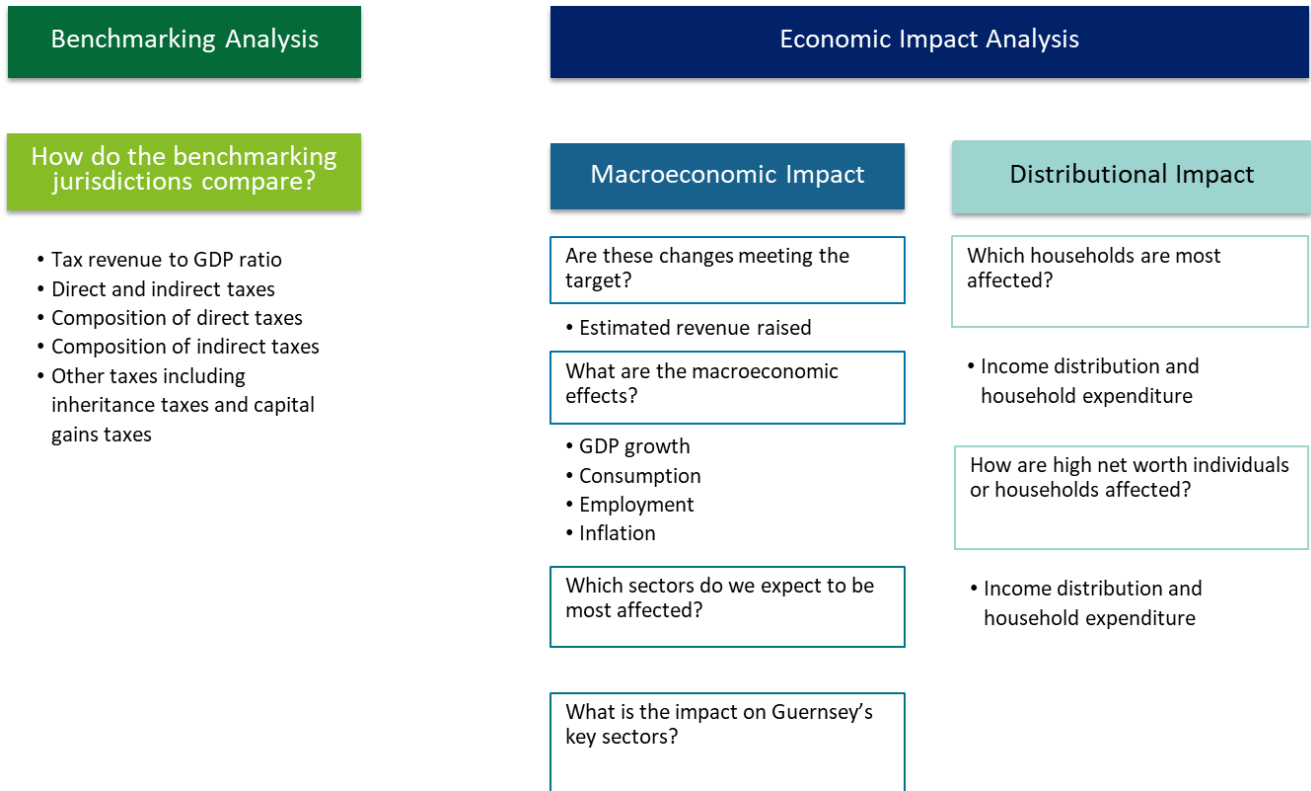 Benchmarking Analysis
Economic Impact Analysis
How do the benchmarking
jurisdictions compare?
• Tax revenue to GDP ratio
• Direct and indirect taxes
• Composition of direct taxes
• Composition of indirect taxes
• Other taxes including
inheritance taxes and capital
gains taxes
Macroeconomic Impact
Are these changes meeting the
target?
• Estimated revenue raised
What are the macroeconomic
effects?
• GDP growth
• Consumption
• Employment
• Inflation
Which sectors do we expect to be
most affected?
What is the impact on Guernsey’s
key sectors?
Distributional Impact
Which households are most
affected?
• Income distribution and
household expenditure
How are high net worth individuals
or households affected?
• Income distribution and
household expenditure